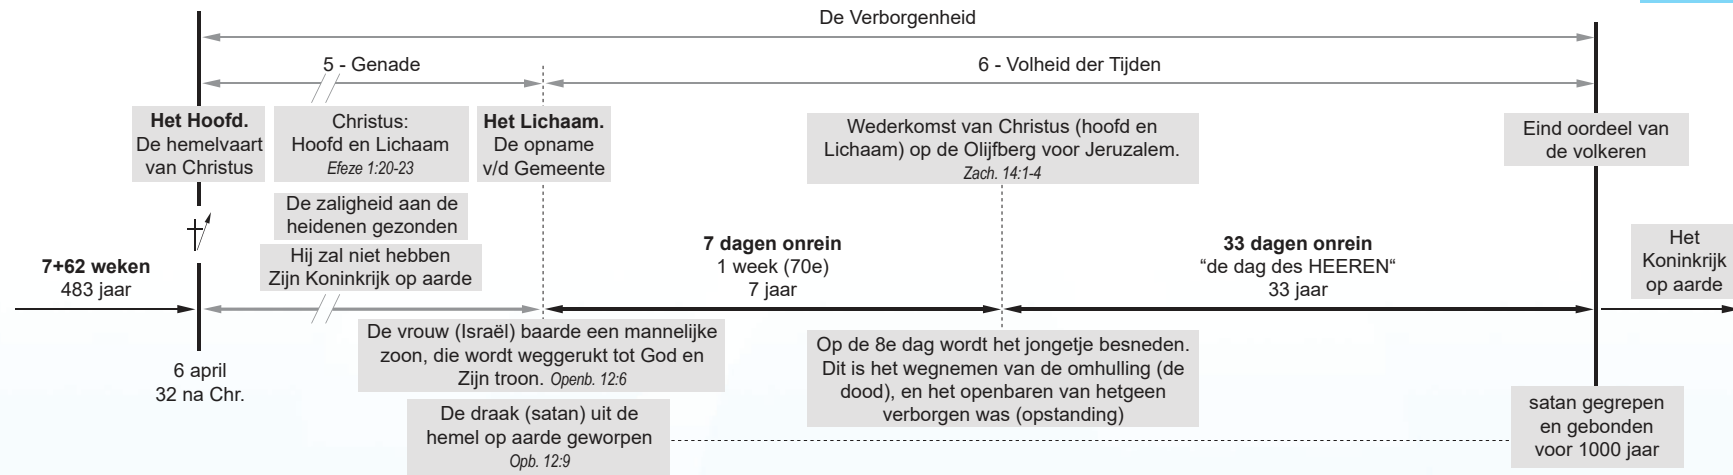 De Verborgenheid
5 - Genade
6 - Volheid der Tijden
Het Hoofd.
De hemelvaart
van Christus
Christus:
Hoofd en Lichaam
Efeze 1:20-23
Het Lichaam.
De opname
v/d Gemeente
Wederkomst van Christus (hoofd en
Lichaam) op de Olijfberg voor Jeruzalem.
Zach. 14:1-4
Eind oordeel van
de volkeren
De zaligheid aan de
heidenen gezonden
Hij zal niet hebben
Zijn Koninkrijk op aarde
7+62 weken
483 jaar
7 dagen onrein
1 week (70e)
7 jaar
33 dagen onrein
“de dag des HEEREN“
33 jaar
Het
Koninkrijk
op aarde
6 april
32 na Chr.
De vrouw (Israël) baarde een mannelijke
zoon, die wordt weggerukt tot God en
Zijn troon. Openb. 12:6
De draak (satan) uit de
hemel op aarde geworpen
Opb. 12:9
Op de 8e dag wordt het jongetje besneden.
Dit is het wegnemen van de omhulling (de
dood), en het openbaren van hetgeen
verborgen was (opstanding)
satan gegrepen
en gebonden
voor 1000 jaar